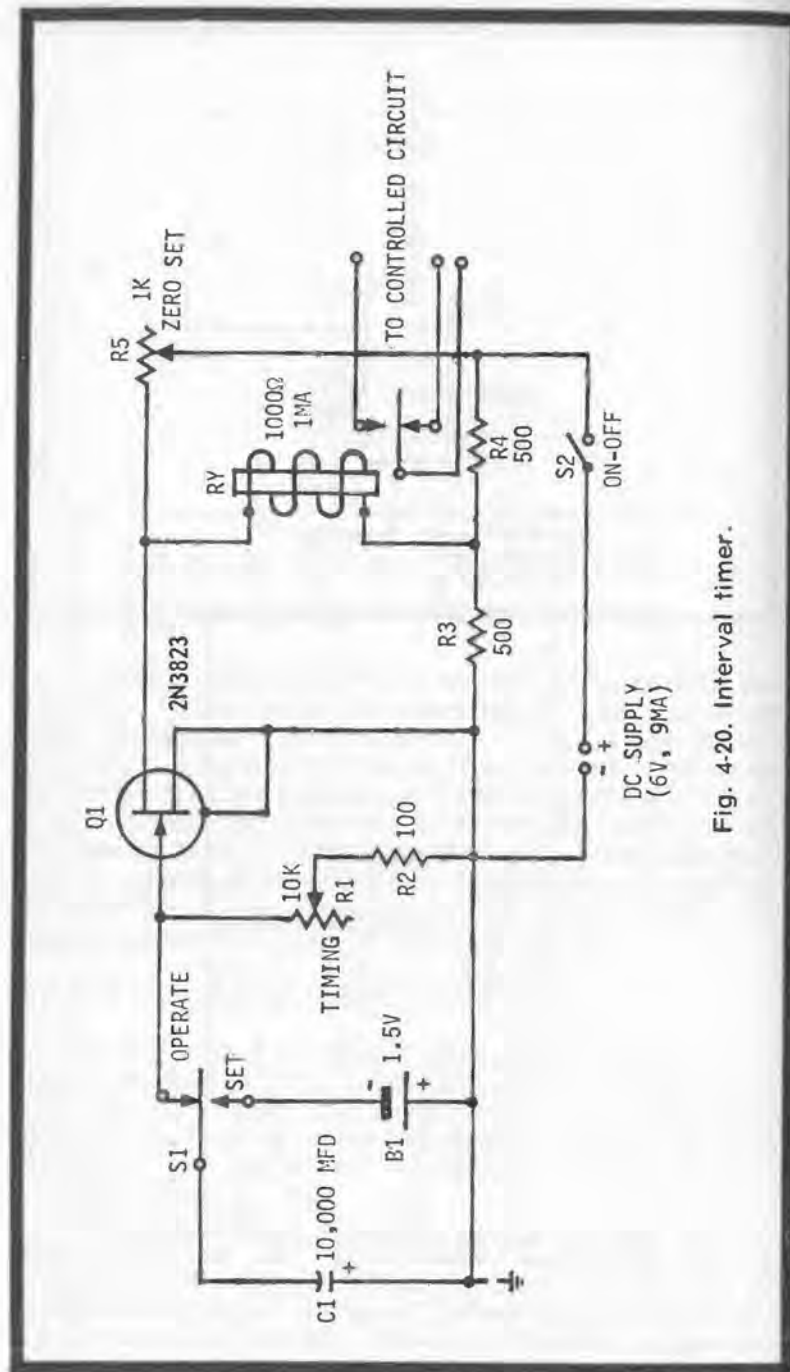 S1
OPERATE
SET
C1
10,000 MFD
+
B1
-
1.5V
+
Q1
2N3823
10K
R1
TIMING
R2
100
R3
500
RY
1000Ω
1MA
R5
1K
ZERO SET
TO CONTROLLED CIRCUIT
R4
500
S2
ON-OFF
- +
DC SUPPLY
(6V, 9MA)
Fig. 4-20. Interval timer.